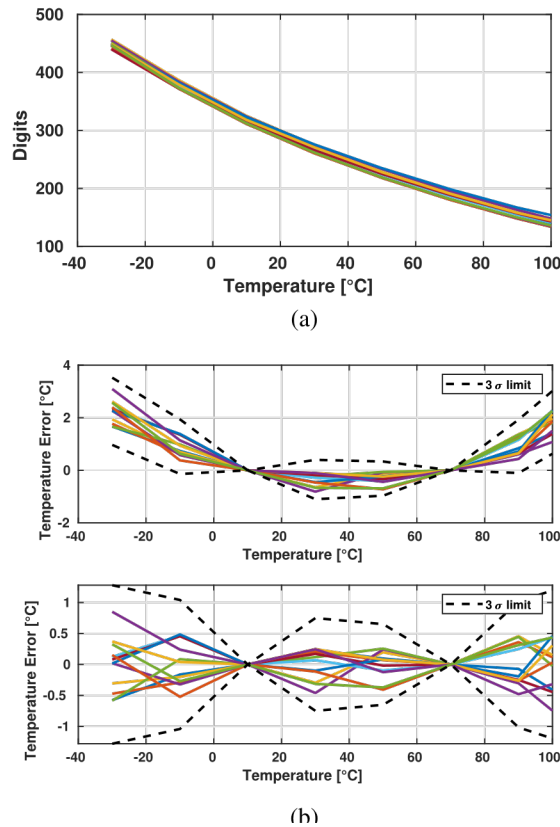 500
400
300
200
100
Digits
-40 -20 0 20 40 60 80 100
Temperature [°C]
(a)
4
2
0
-2
Temperature Error [°C]
3 σ limit
-40 -20 0 20 40 60 80 100
Temperature [°C]
1
0.5
0
-0.5
-1
Temperature Error [°C]
3 σ limit
-40 -20 0 20 40 60 80 100
Temperature [°C]
(b)